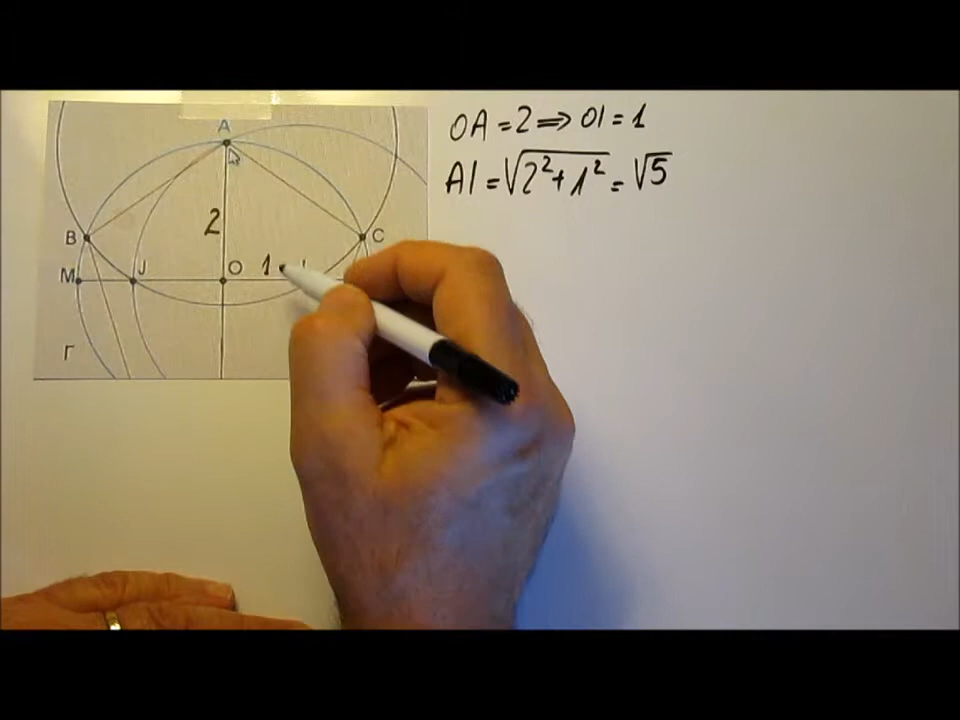 OA = 2 ⟹ OI = 1
AI = √2² + 1² = √5
A
2
B
C
M
J
O
1
Γ